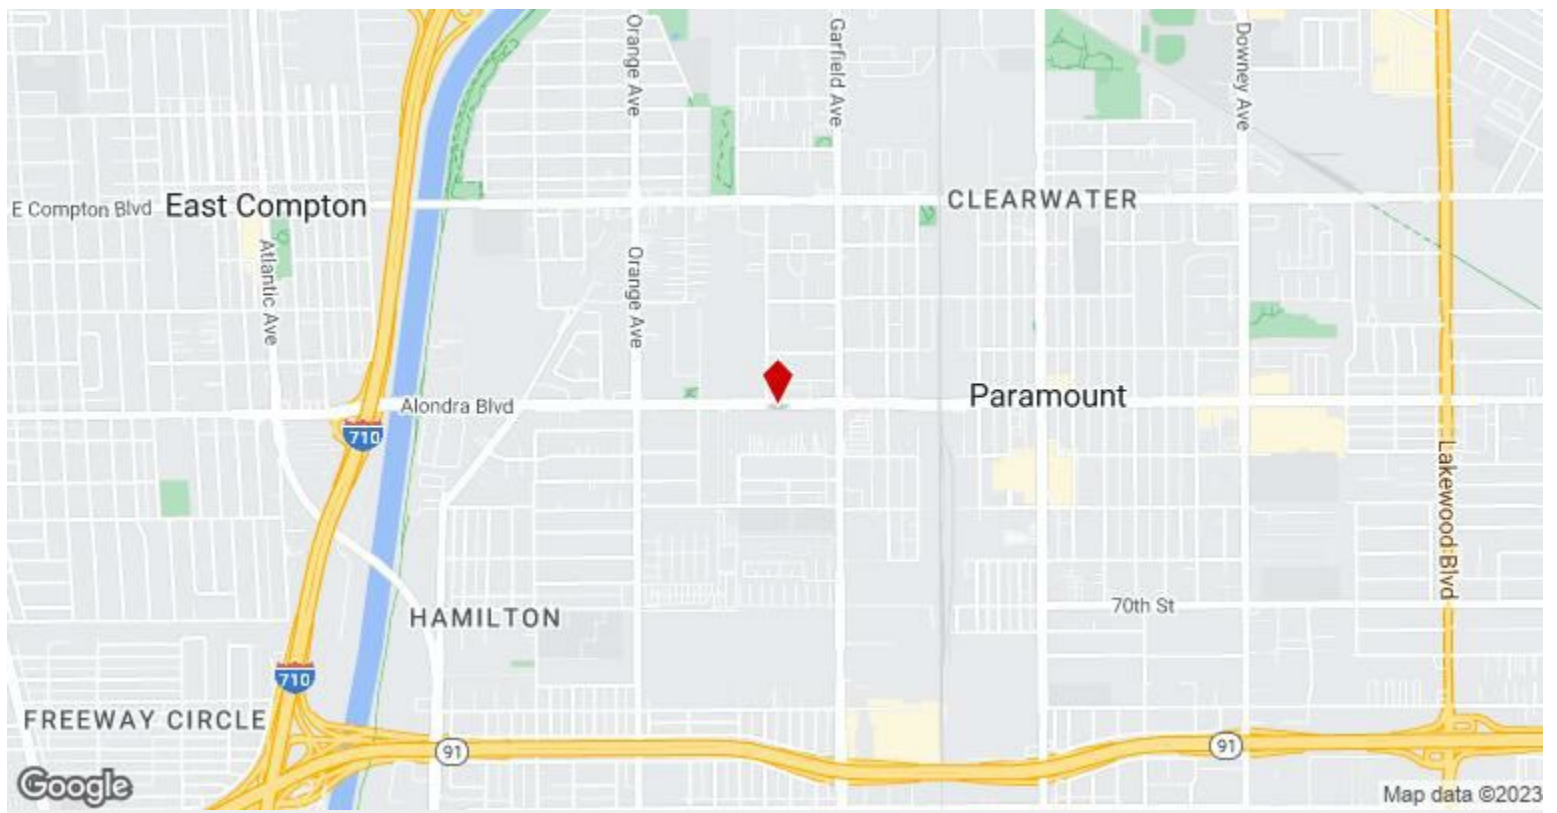 Orange Ave
Garfield Ave
Downey Ave
E Compton Blvd
East Compton
CLEARWATER
Atlantic Ave
Orange Ave
Alondra Blvd
Paramount
710
Lakewood Blvd
HAMILTON
70th St
710
FREEWAY CIRCLE
91
91
Google
Map data ©2023